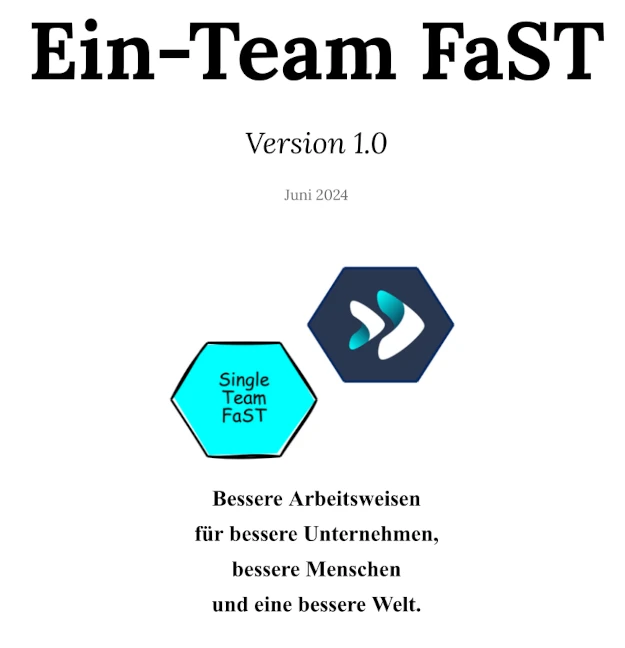 Ein-Team FaST
Version 1.0
Juni 2024
Single
Team
FaST
Bessere Arbeitsweisen
für bessere Unternehmen,
bessere Menschen
und eine bessere Welt.